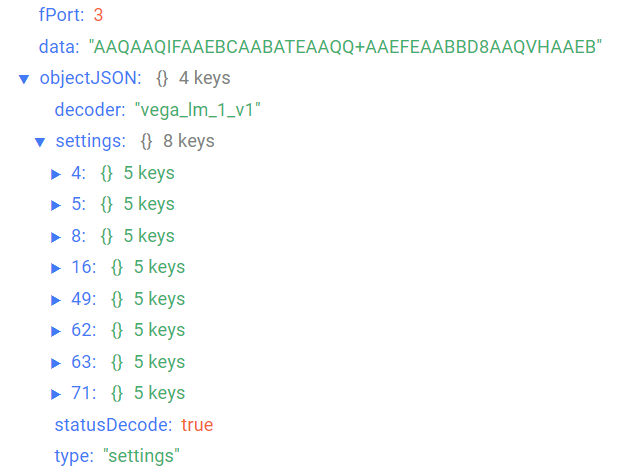 fPort: 3
data: "AAQAAQIFAAEBCAABATEAAQQ+AAEFEAABBD8AAQVHAAEB"
▼ objectJSON: {} 4 keys
decoder: "vega_lm_1_v1"
▼ settings: {} 8 keys
▶ 4: {} 5 keys
▶ 5: {} 5 keys
▶ 8: {} 5 keys
▶ 16: {} 5 keys
▶ 49: {} 5 keys
▶ 62: {} 5 keys
▶ 63: {} 5 keys
▶ 71: {} 5 keys
statusDecode: true
type: "settings"